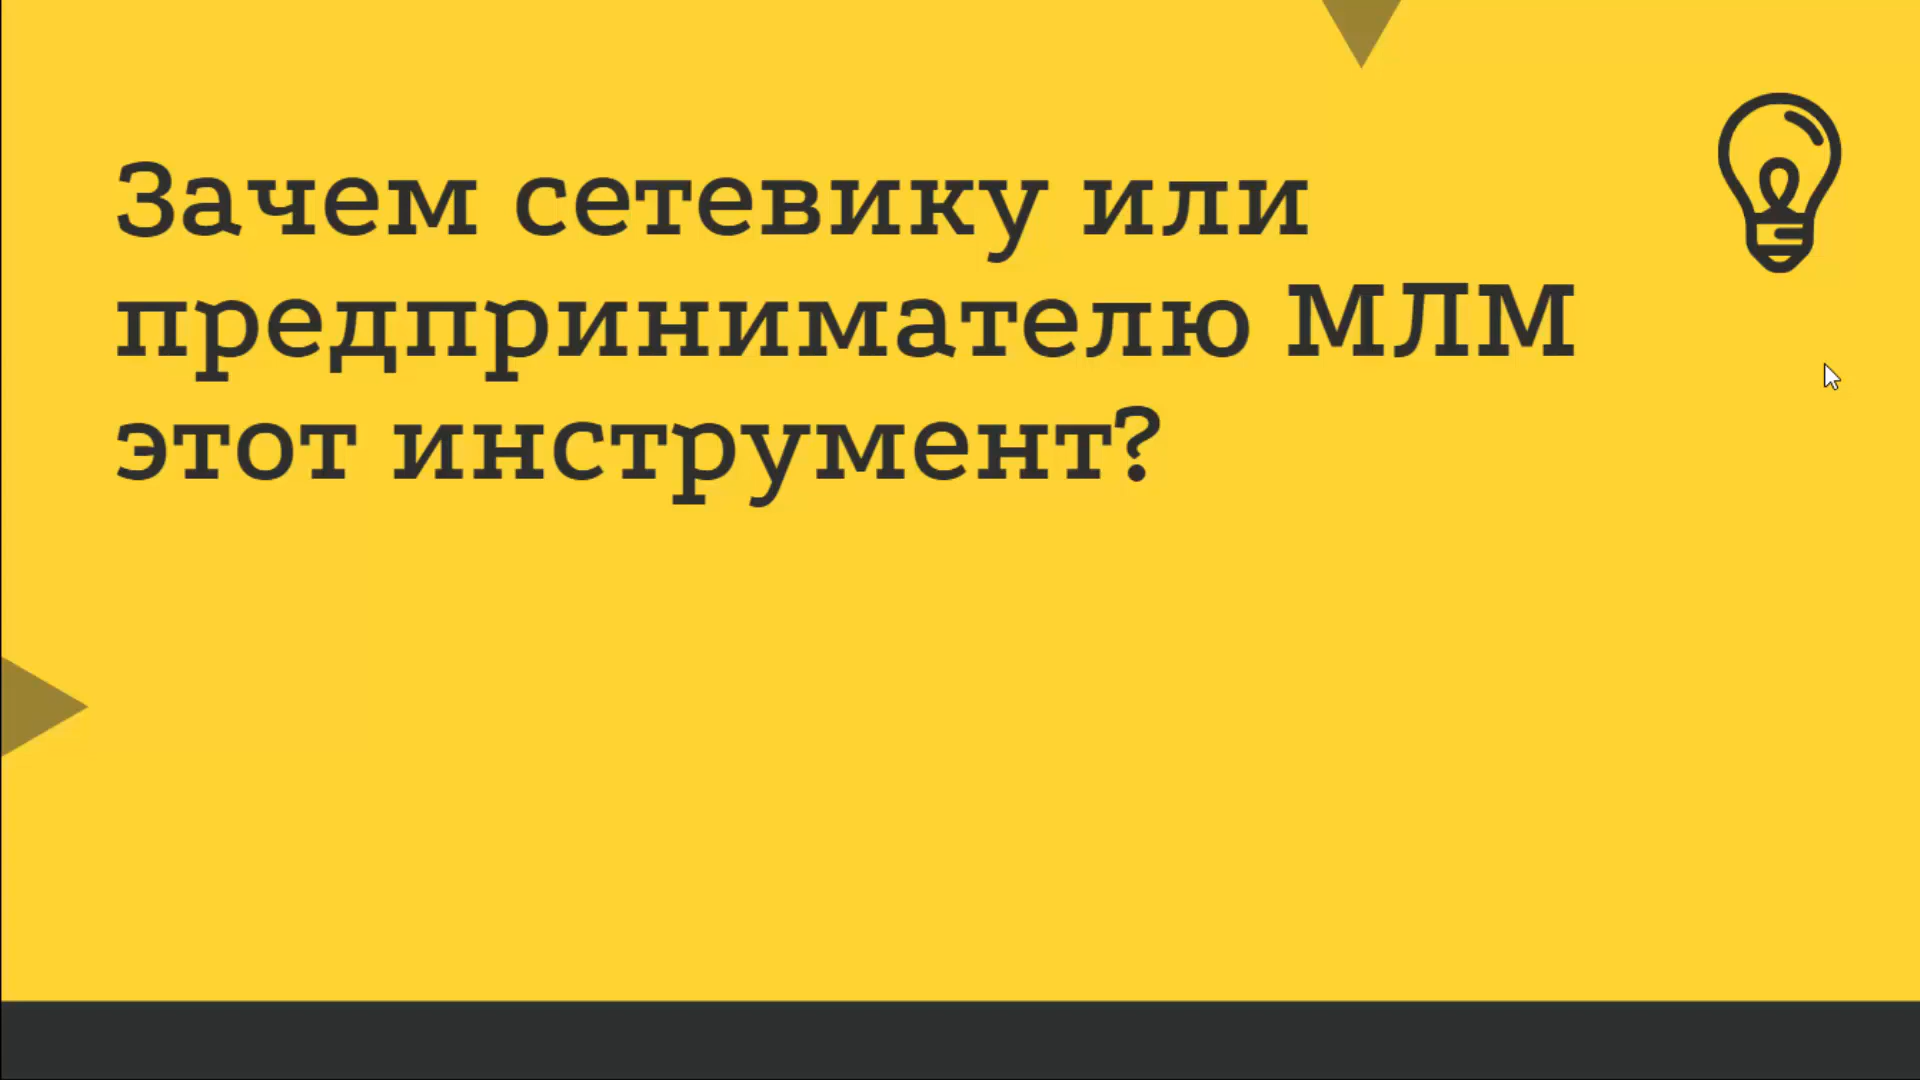 Зачем сетевику или
предпринимателю МЛМ
этот инструмент?